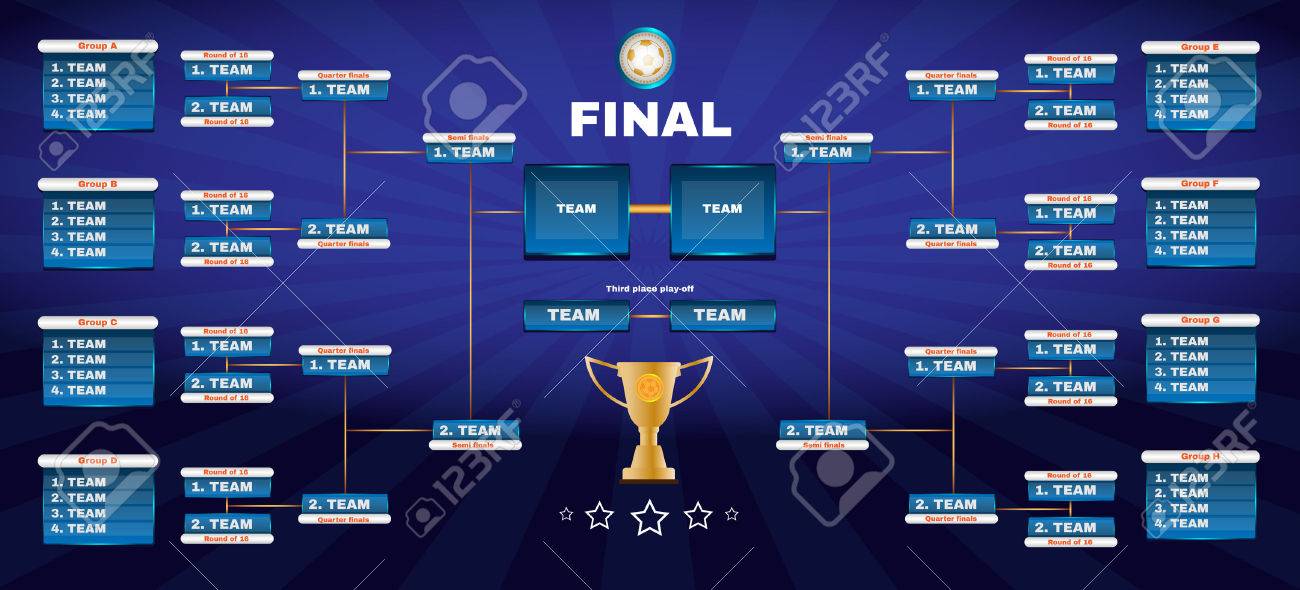 FINAL
Group A
1. TEAM
2. TEAM
3. TEAM
4. TEAM
Group B
1. TEAM
2. TEAM
3. TEAM
4. TEAM
Group C
1. TEAM
2. TEAM
3. TEAM
4. TEAM
Group D
1. TEAM
2. TEAM
3. TEAM
4. TEAM
Round of 16
1. TEAM
2. TEAM
Round of 16
Round of 16
1. TEAM
2. TEAM
Round of 16
Round of 16
1. TEAM
2. TEAM
Round of 16
Round of 16
1. TEAM
2. TEAM
Round of 16
Quarter finals
1. TEAM
2. TEAM
Quarter finals
Quarter finals
1. TEAM
2. TEAM
Quarter finals
Semi finals
1. TEAM
2. TEAM
Semi finals
TEAM
TEAM
Third place play-off
TEAM
TEAM
Semi finals
1. TEAM
2. TEAM
Semi finals
Quarter finals
1. TEAM
2. TEAM
Quarter finals
Quarter finals
1. TEAM
2. TEAM
Quarter finals
Round of 16
1. TEAM
2. TEAM
Round of 16
Round of 16
1. TEAM
2. TEAM
Round of 16
Round of 16
1. TEAM
2. TEAM
Round of 16
Round of 16
1. TEAM
2. TEAM
Round of 16
Group E
1. TEAM
2. TEAM
3. TEAM
4. TEAM
Group F
1. TEAM
2. TEAM
3. TEAM
4. TEAM
Group G
1. TEAM
2. TEAM
3. TEAM
4. TEAM
Group H
1. TEAM
2. TEAM
3. TEAM
4. TEAM
123RF
123RF
123RF
123RF
123RF
123RF